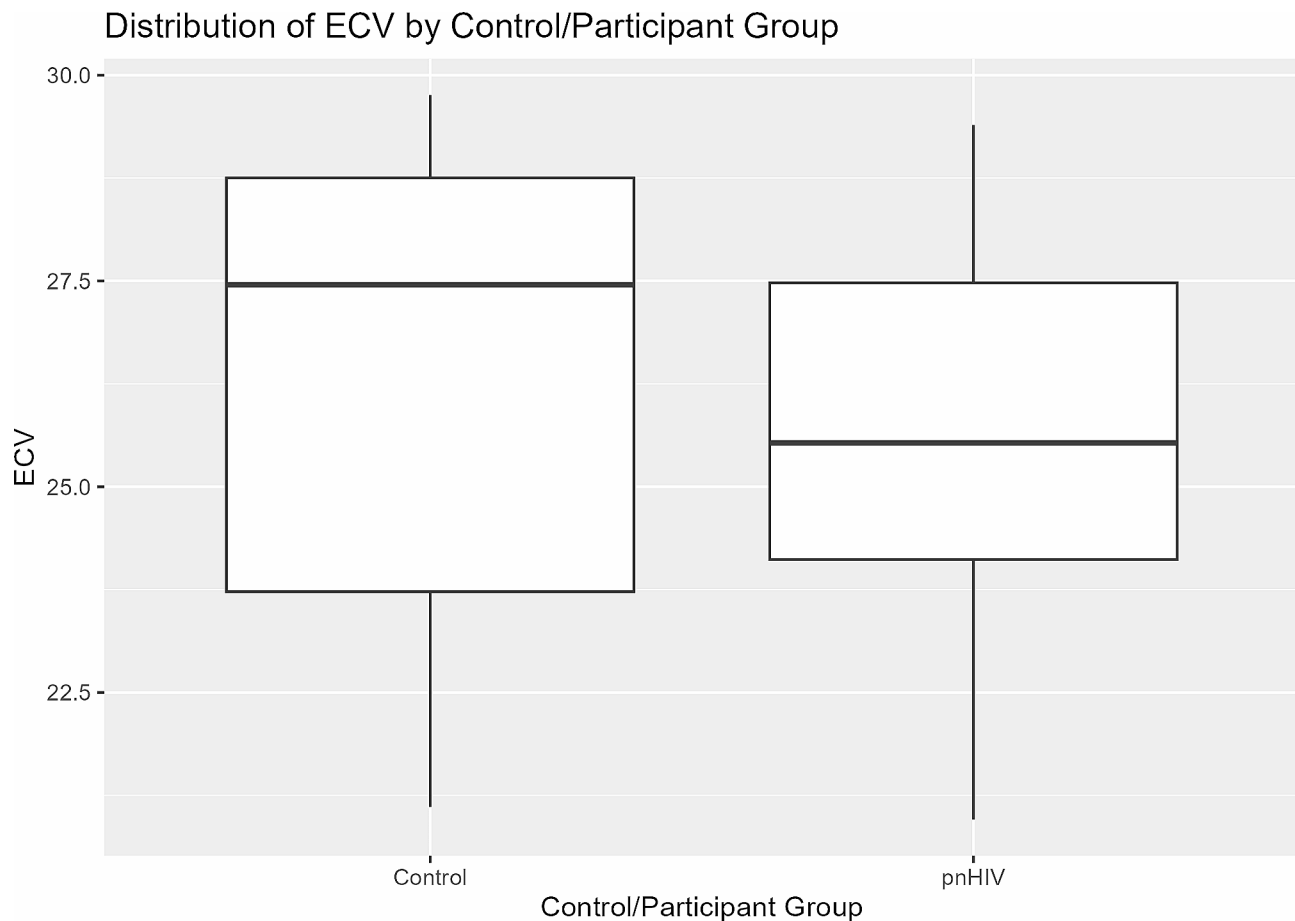 Distribution of ECV by Control/Participant Group
30.0
27.5
25.0
22.5
ECV
Control
pnHIV
Control/Participant Group